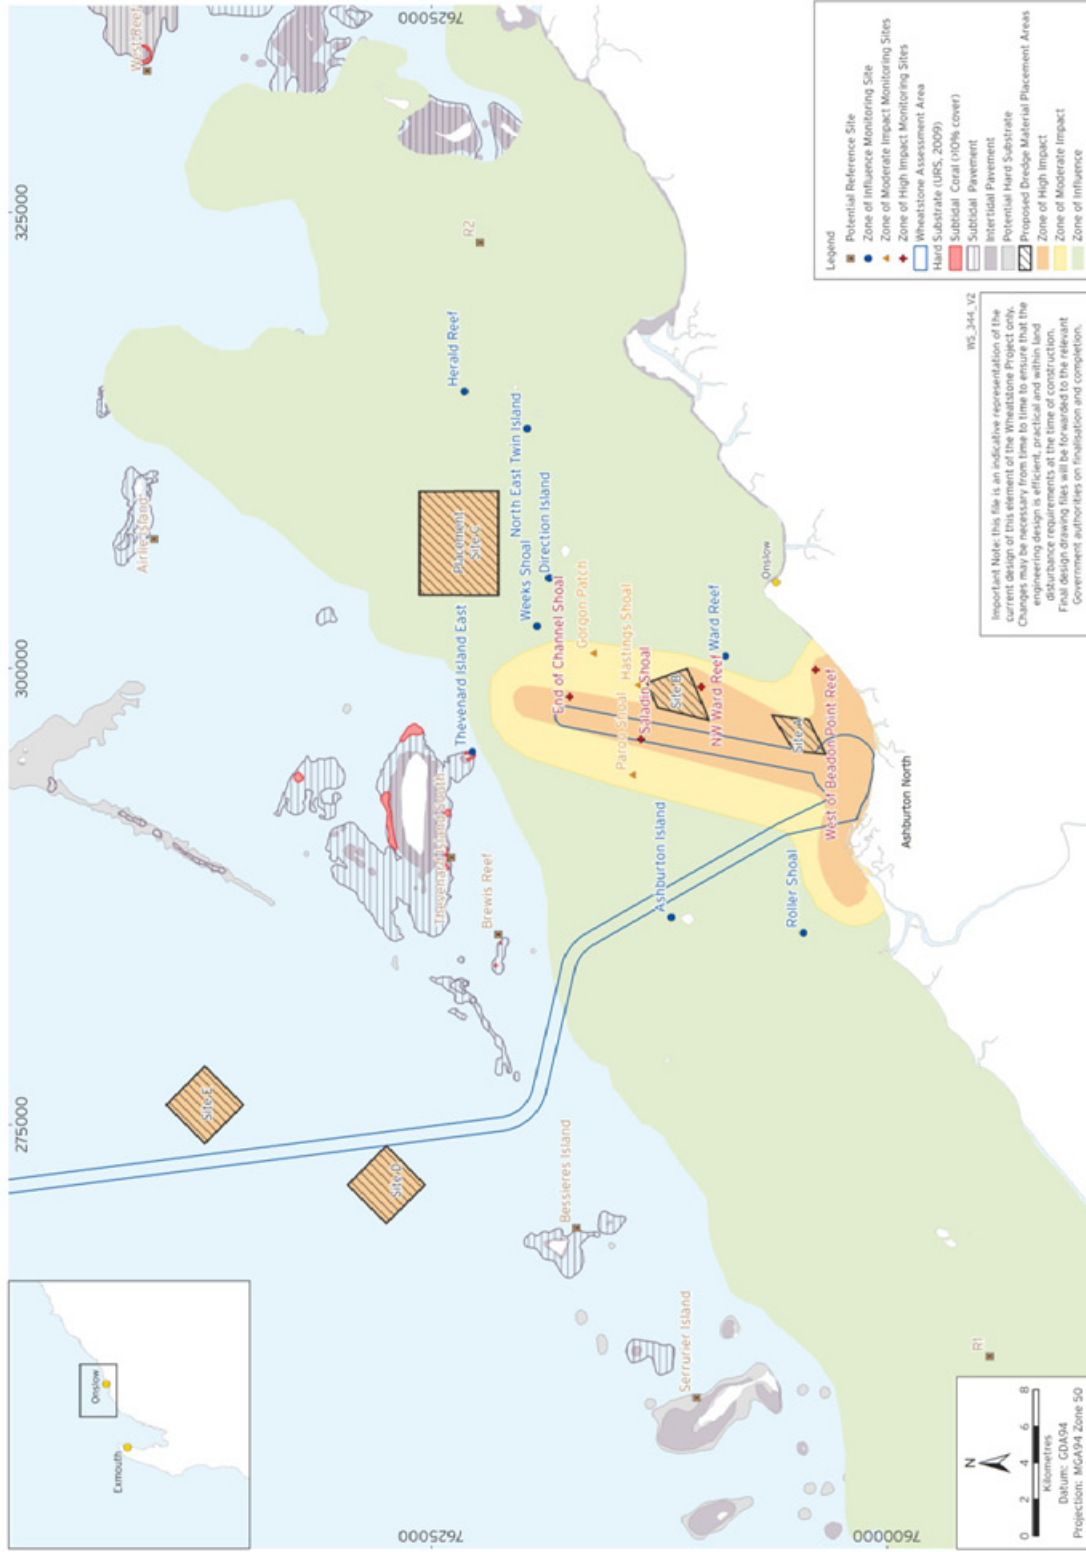 325000
300000
275000
7625000
7625000
7600000
West Reef
R2
Herald Reef
Airlie Island
North East Twin Island
Placement
Site C
Direction Island
Weeks Shoal
Thevenard Island East
End of Channel Shoal
Gorgon Patch
Hastings Shoal
Saladin Shoal
Paroo Shoal
Site B
NW Ward Reef
Ward Reef
Onslow
Site A
West of Beadon Point Reef
Ashburton North
Thevenard Island South
Brewis Reef
Ashburton Island
Roller Shoal
Site E
Site D
Bessieres Island
Serrurier Island
R1
Onslow
Exmouth
N
0 2 4 6 8
Kilometres
Datum: GDA94
Projection: MGA94 Zone 50
Legend
Potential Reference Site
Zone of Influence Monitoring Site
Zone of Moderate Impact Monitoring Sites
Zone of High Impact Monitoring Sites
Wheatstone Assessment Area
Hard Substrate (URS, 2009)
Subtidal Coral (>10% cover)
Subtidal Pavement
Intertidal Pavement
Potential Hard Substrate
Proposed Dredge Material Placement Areas
Zone of High Impact
Zone of Moderate Impact
Zone of Influence
WS_344_V2
Important Note: this file is an indicative representation of the
current design of this element of the Wheatstone Project only.
Changes may be necessary from time to time to ensure that the
engineering design is efficient, practical and within land
disturbance requirements at the time of construction.
Final design drawing files will be forwarded to the relevant
Government authorities on finalisation and completion.